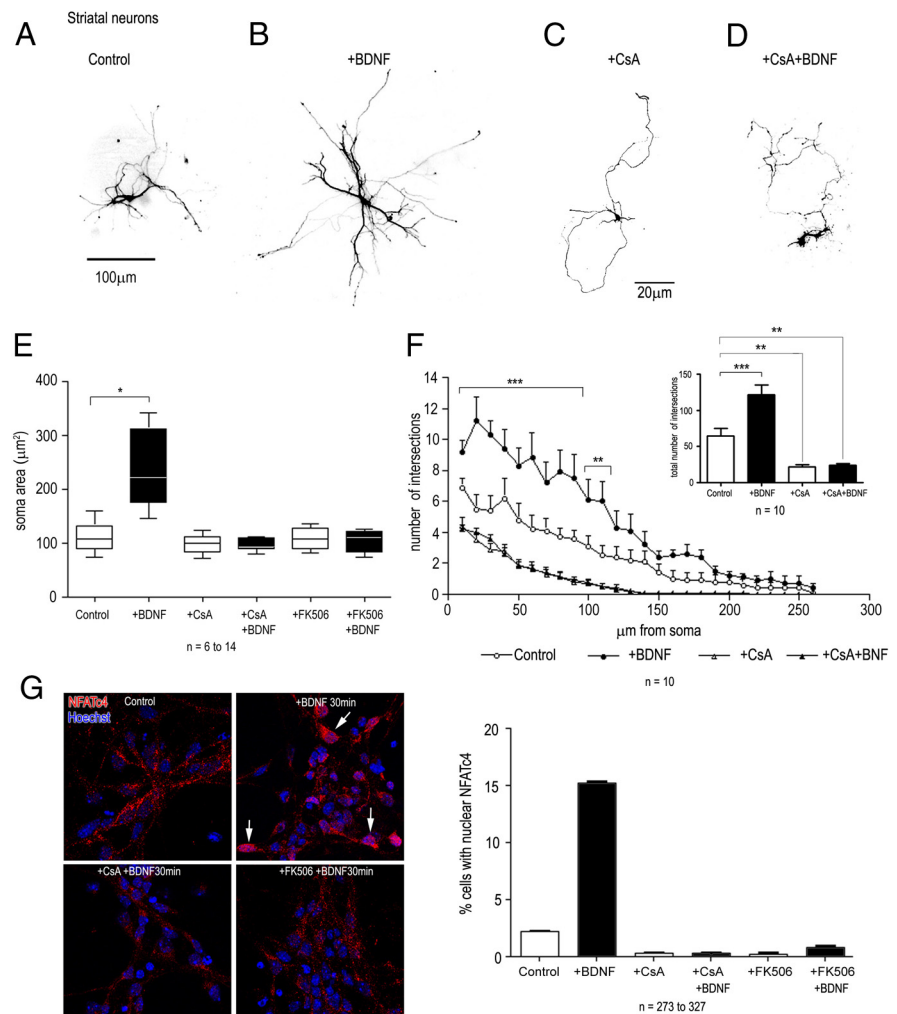 Striatal neurons
A
B
C
D
Control
+BDNF
+CsA
+CsA+BDNF
100μm
20μm
E
soma area (μm²)
400
300
200
100
0
*
Control
+BDNF
+CsA
+CsA
+BDNF
+FK506
+FK506
+BDNF
n = 6 to 14
F
number of intersections
14
12
10
8
6
4
2
0
***
**
0
50
100
150
200
250
300
μm from soma
Control
+BDNF
+CsA
+CsA+BNF
n = 10
total number of intersections
150
100
50
0
**
**
***
Control
+BDNF
+CsA
+CsA+BDNF
n = 10
G
NFATc4
Hoechst
Control
+BDNF 30min
+CsA +BDNF30min
+FK506 +BDNF30min
% cells with nuclear NFATc4
20
15
10
5
0
Control
+BDNF
+CsA
+CsA
+BDNF
+FK506
+FK506
+BDNF
n = 273 to 327